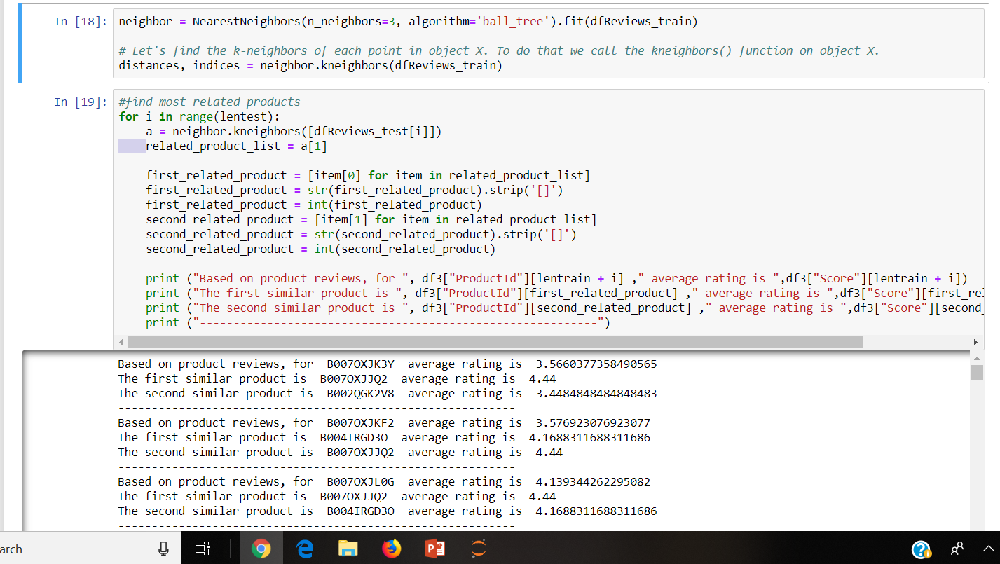 In [18]: neighbor = NearestNeighbors(n_neighbors=3, algorithm='ball_tree').fit(dfReviews_train)
# Let's find the k-neighbors of each point in object X. To do that we call the kneighbors() function on object X.
distances, indices = neighbor.kneighbors(dfReviews_train)
In [19]: #find most related products
for i in range(lentest):
    a = neighbor.kneighbors([dfReviews_test[i]])
    related_product_list = a[1]
    first_related_product = [item[0] for item in related_product_list]
    first_related_product = str(first_related_product).strip('[]')
    first_related_product = int(first_related_product)
    second_related_product = [item[1] for item in related_product_list]
    second_related_product = str(second_related_product).strip('[]')
    second_related_product = int(second_related_product)
    print ("Based on product reviews, for ", df3["ProductId"][lentrain + i] ," average rating is ",df3["Score"][lentrain + i])
    print ("The first similar product is ", df3["ProductId"][first_related_product] ," average rating is ",df3["Score"][first_re
    print ("The second similar product is ", df3["ProductId"][second_related_product] ," average rating is ",df3["Score"][second_
    print ("-----------------------------------------------------------")
Based on product reviews, for  B007OXJK3Y  average rating is  3.5660377358490565
The first similar product is  B007OXJJQ2  average rating is  4.44
The second similar product is  B002QGK2V8  average rating is  3.4484848484848483
-----------------------------------------------------------
Based on product reviews, for  B007OXJKF2  average rating is  3.576923076923077
The first similar product is  B004IRGD3O  average rating is  4.1688311688311686
The second similar product is  B007OXJJQ2  average rating is  4.44
-----------------------------------------------------------
Based on product reviews, for  B007OXJL0G  average rating is  4.139344262295082
The first similar product is  B007OXJJQ2  average rating is  4.44
The second similar product is  B004IRGD3O  average rating is  4.1688311688311686
-----------------------------------------------------------
arch